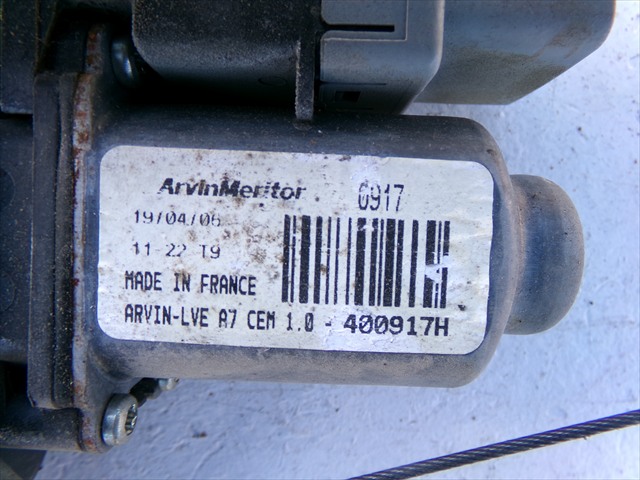 ArvinMeritor 0917
19/04/06
11 22 T9
MADE IN FRANCE
ARVIN-LVE A7 CEM 1.0 - 400917H